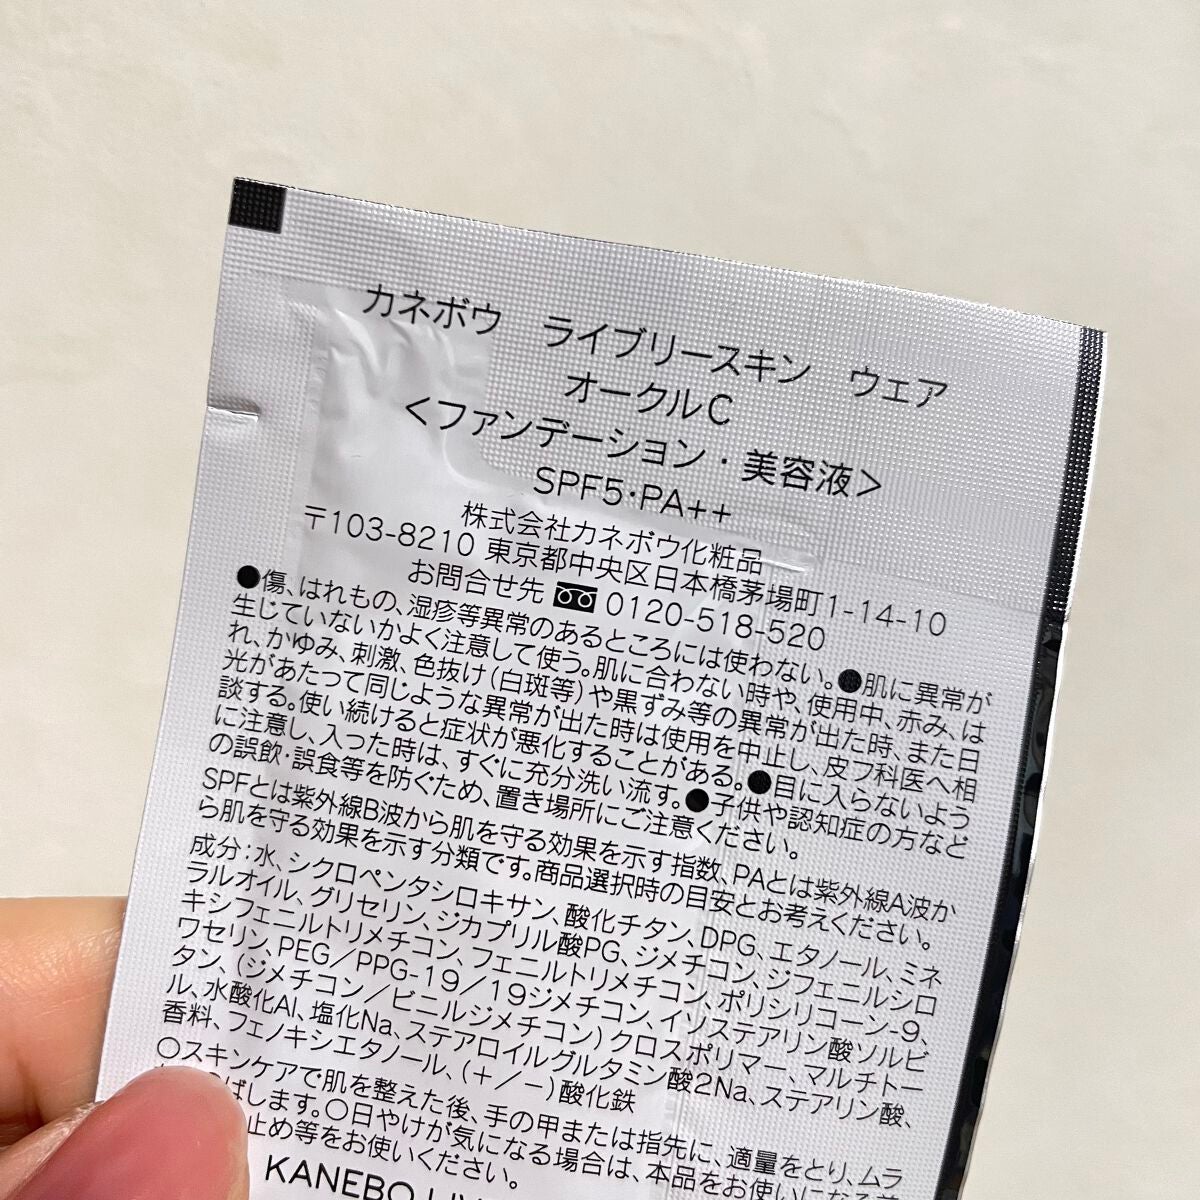 カネボウ ライブリースキン ウェア
オークルC
<ファンデーション・美容液>
SPF5・PA++
株式会社カネボウ化粧品
〒103-8210 東京都中央区日本橋茅場町1-14-10
お問合せ先 0120-518-520
●傷、はれもの、湿疹等異常のあるところには使わない。●肌に異常が
生じていないかよく注意して使う。肌に合わない時や、使用中、赤み、は
れ、かゆみ、刺激、色抜け(白斑等)や黒ずみ等の異常が出た時、また日
光があたって同じような異常が出た時は使用を中止し、皮フ科医へ相
談する。使い続けると症状が悪化することがある。●目に入らないよう
に注意し、入った時は、すぐに充分洗い流す。●子供や認知症の方など
の誤飲・誤食等を防ぐため、置き場所にご注意ください。
SPFとは紫外線B波から肌を守る効果を示す指数、PAとは紫外線A波か
ら肌を守る効果を示す分類です。商品選択時の目安とお考えください。
成分:水、シクロペンタシロキサン、酸化チタン、DPG、エタノール、ミネ
ラルオイル、グリセリン、ジカプリル酸PG、ジメチコン、ジフェニルシロ
キシフェニルトリメチコン、フェニルトリメチコン、ポリシリコーン-9、
ワセリン、PEG/PPG-19/19ジメチコン、イソステアリン酸ソルビ
タン、(ジメチコン/ビニルジメチコン)クロスポリマー、マルチトー
ル、水酸化Al、塩化Na、ステアロイルグルタミン酸2Na、ステアリン酸、
香料、フェノキシエタノール、(+/-)酸化鉄
○スキンケアで肌を整えた後、手の甲または指先に、適量をとり、ムラ
ばします。○日やけが気になる場合は、本品をお使いになる前
止め等をお使いください。
KANEBO